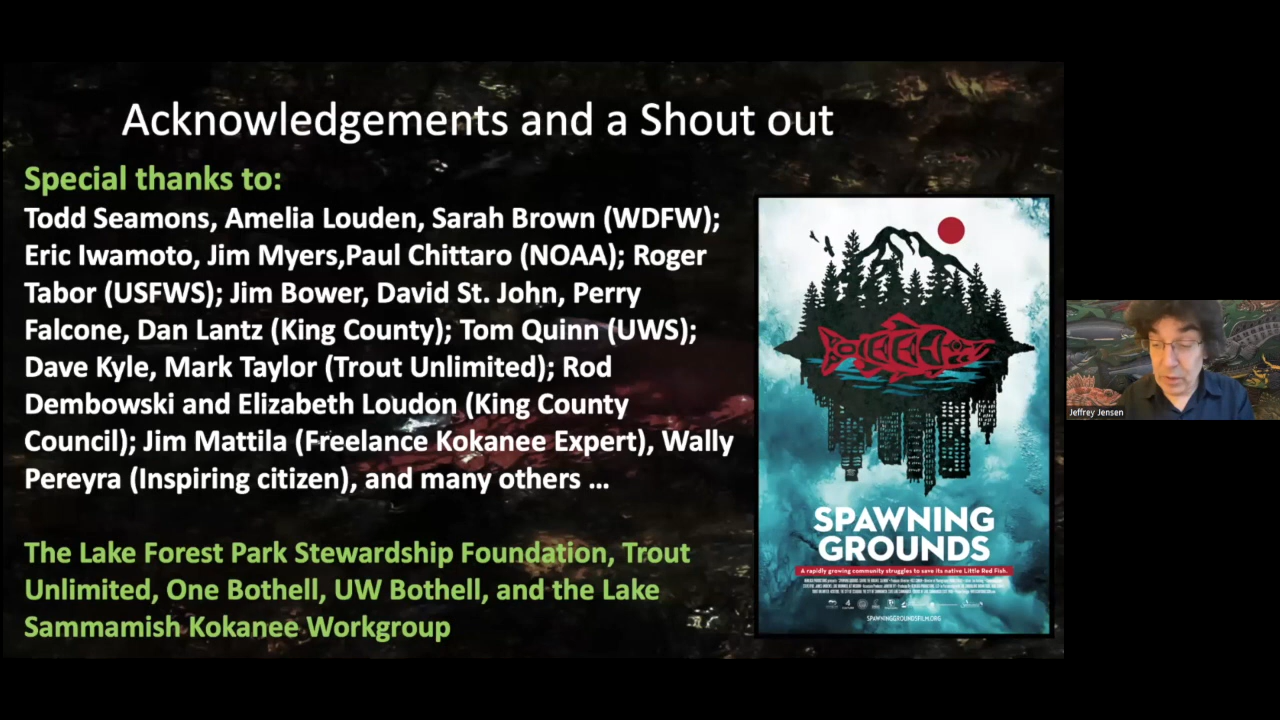 Acknowledgements and a Shout out
Special thanks to:
Todd Seamons, Amelia Louden, Sarah Brown (WDFW);
Eric Iwamoto, Jim Myers,Paul Chittaro (NOAA); Roger
Tabor (USFWS); Jim Bower, David St. John, Perry
Falcone, Dan Lantz (King County); Tom Quinn (UWS);
Dave Kyle, Mark Taylor (Trout Unlimited); Rod
Dembowski and Elizabeth Loudon (King County
Council); Jim Mattila (Freelance Kokanee Expert), Wally
Pereyra (Inspiring citizen), and many others ...
The Lake Forest Park Stewardship Foundation, Trout
Unlimited, One Bothell, UW Bothell, and the Lake
Sammamish Kokanee Workgroup
SPAWNING
GROUNDS
A rapidly growing community struggles to save its native Little Red Fish.
SPAWNINGGROUNDSFILM.ORG
Jeffrey Jensen